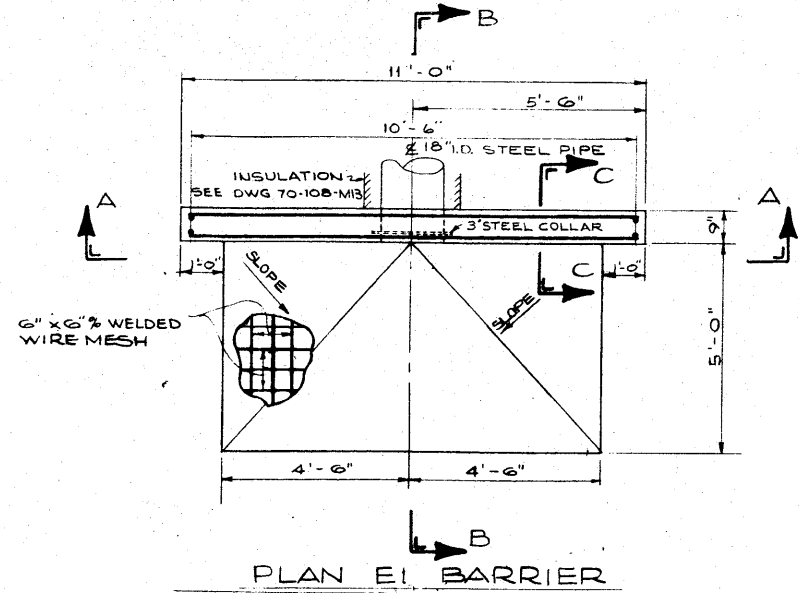 B
11'-0"
5'-6"
10'-6"
℄ 18" I.D. STEEL PIPE
INSULATION
SEE DWG 70-108-M13
C
A
A
3" STEEL COLLAR
9"
1'-0"
C
1'-0"
SLOPE
SLOPE
6" x 6" % WELDED
WIRE MESH
5'-0"
4'-6"
4'-6"
B
PLAN E1 BARRIER